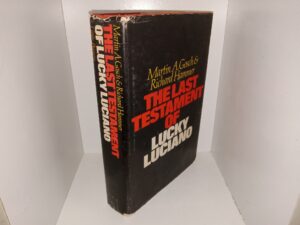 Martin A. Gosch &
Richard Hammer
THE LAST
TESTAMENT
OF
LUCKY
LUCIANO
Martin A. Gosch & Richard Hammer
THE LAST TESTAMENT
OF LUCKY LUCIANO